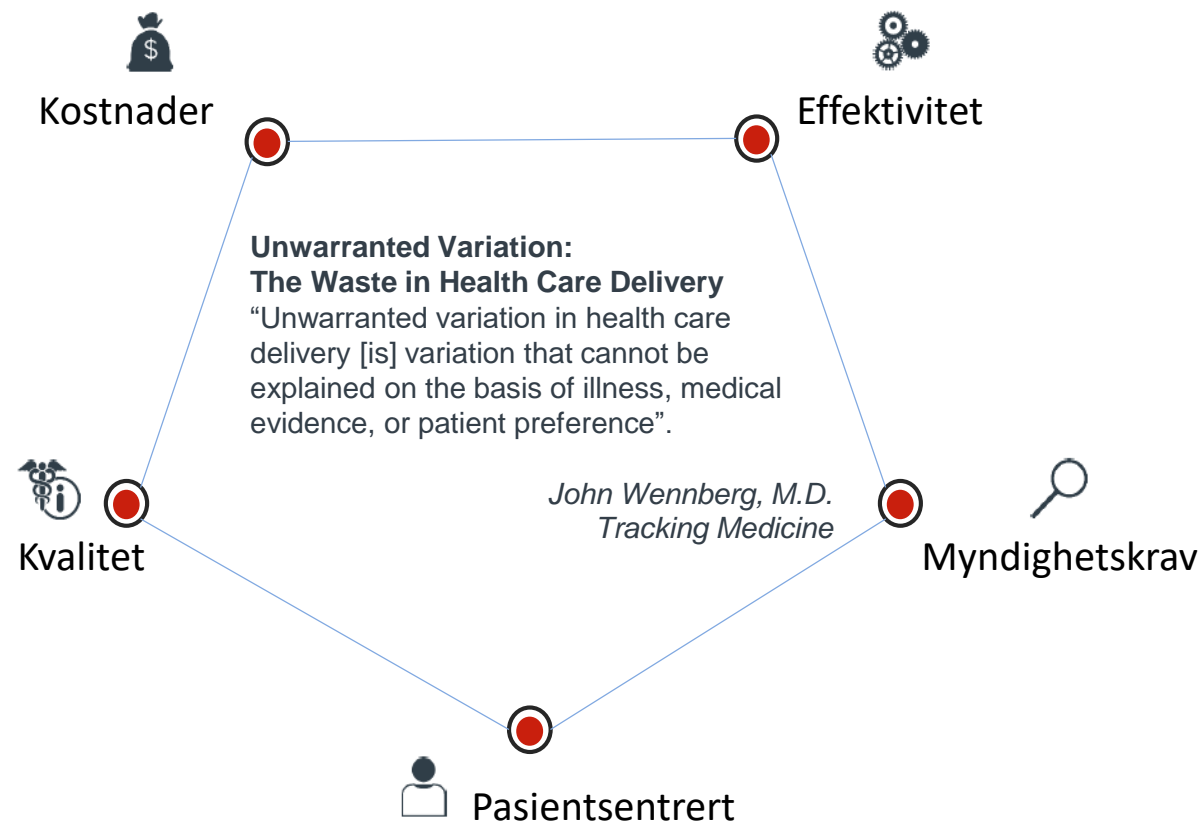 Kostnader
Effektivitet
Unwarranted Variation:
The Waste in Health Care Delivery
“Unwarranted variation in health care
delivery [is] variation that cannot be
explained on the basis of illness, medical
evidence, or patient preference”.
John Wennberg, M.D.
Tracking Medicine
Kvalitet
Myndighetskrav
Pasientsentrert